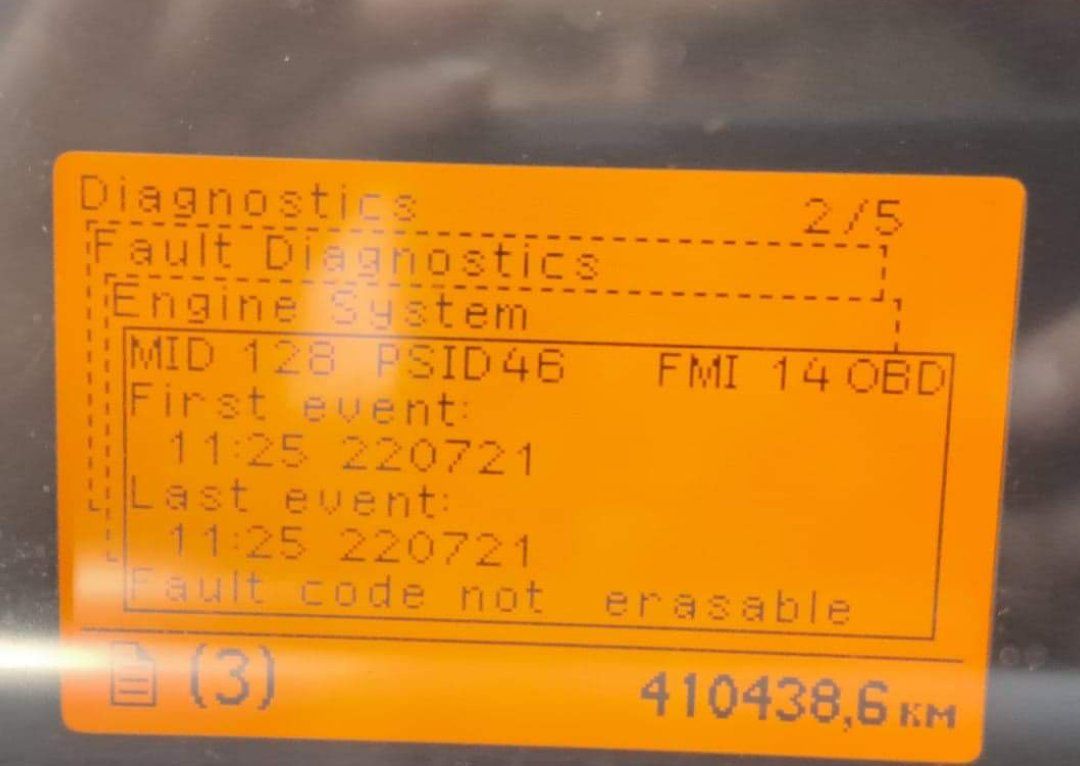 Diagnostics 2/5
Fault Diagnostics
Engine System
MID 128 PSID46 FMI 14 OBD
First event:
11:25 220721
Last event:
11:25 220721
Fault code not erasable
(3) 410438,6 км